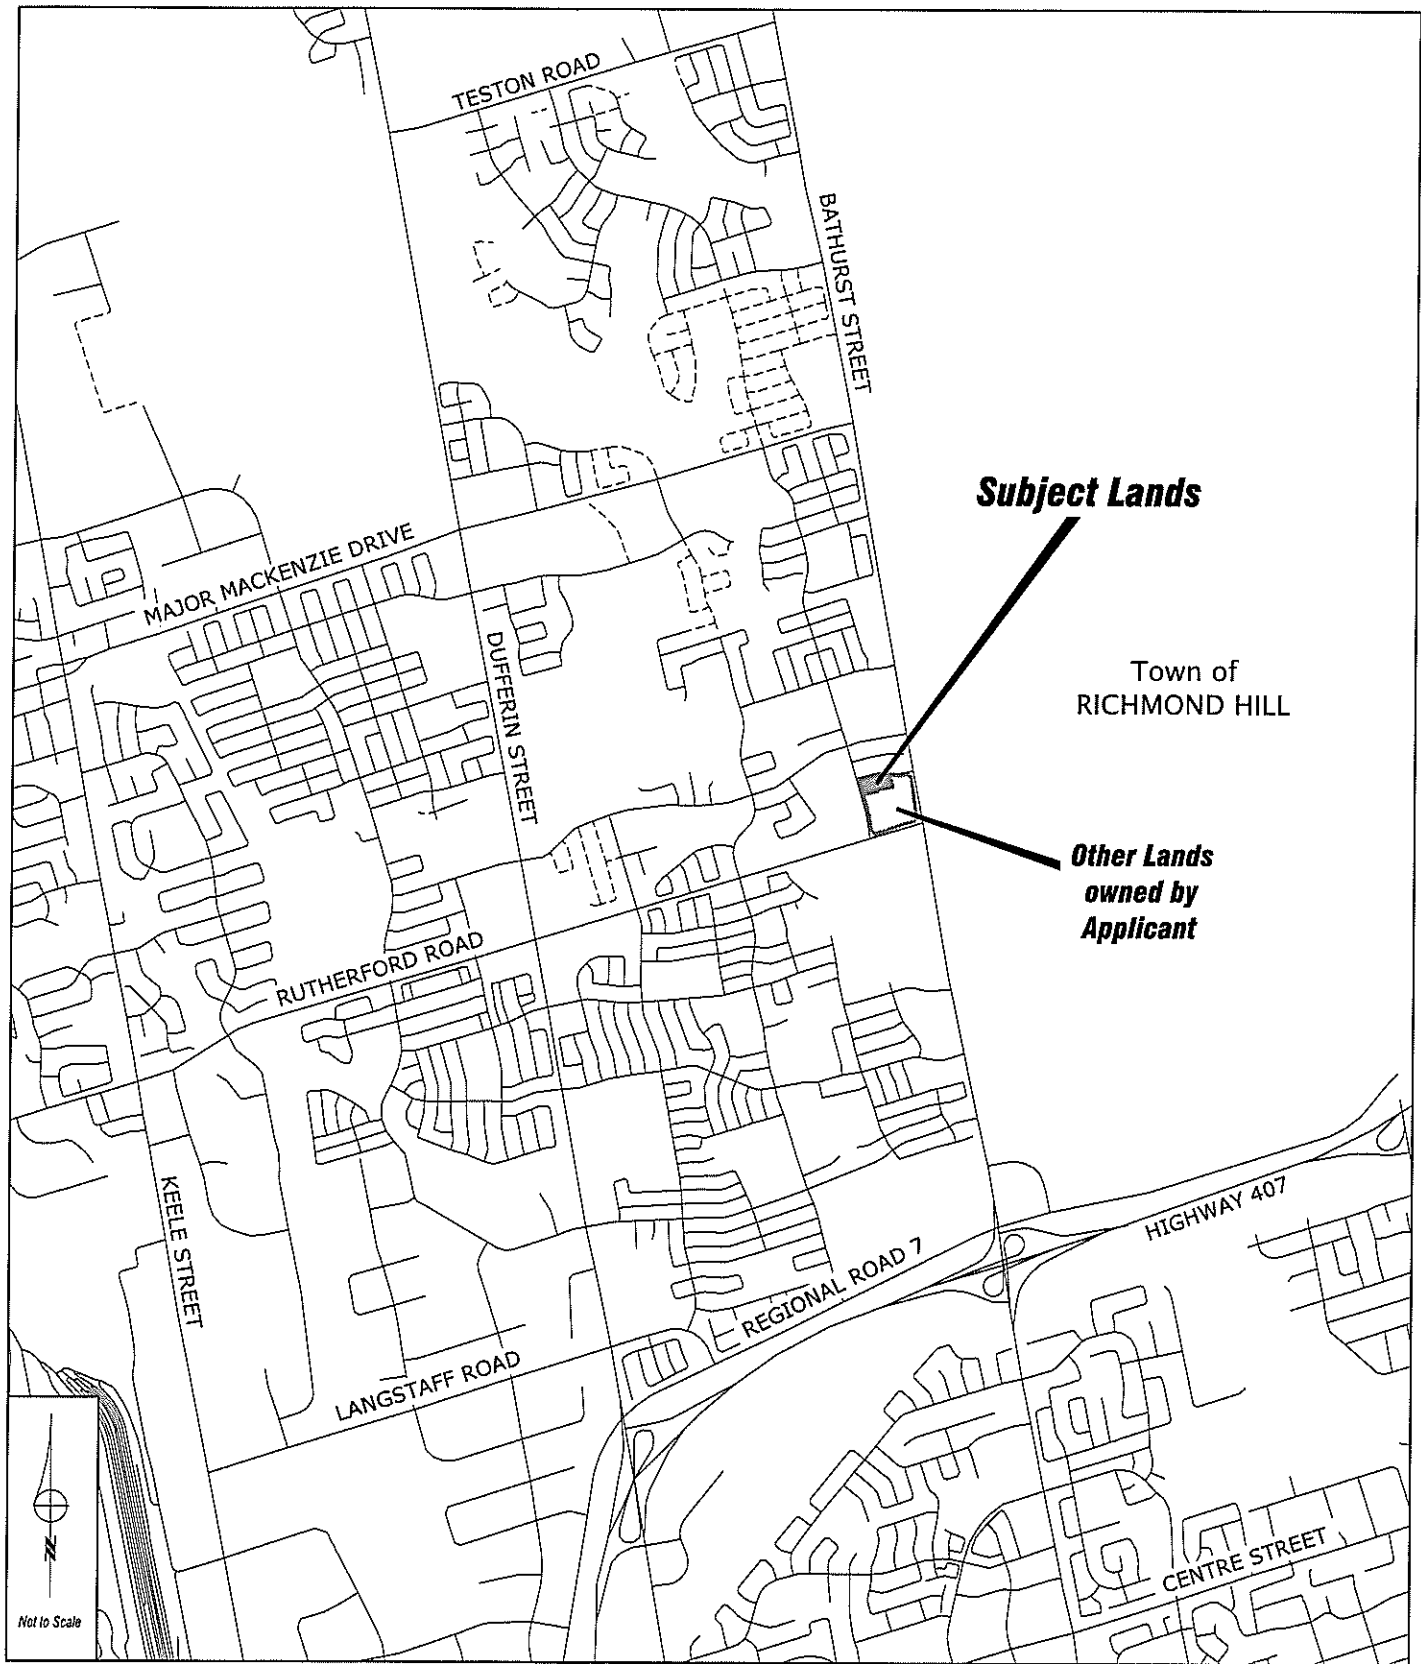 TESTON ROAD
BATHURST STREET
Subject Lands
MAJOR MACKENZIE DRIVE
DUFFERIN STREET
Town of
RICHMOND HILL
Other Lands
owned by
Applicant
RUTHERFORD ROAD
KEELE STREET
HIGHWAY 407
REGIONAL ROAD 7
LANGSTAFF ROAD
CENTRE STREET
N
Not to Scale